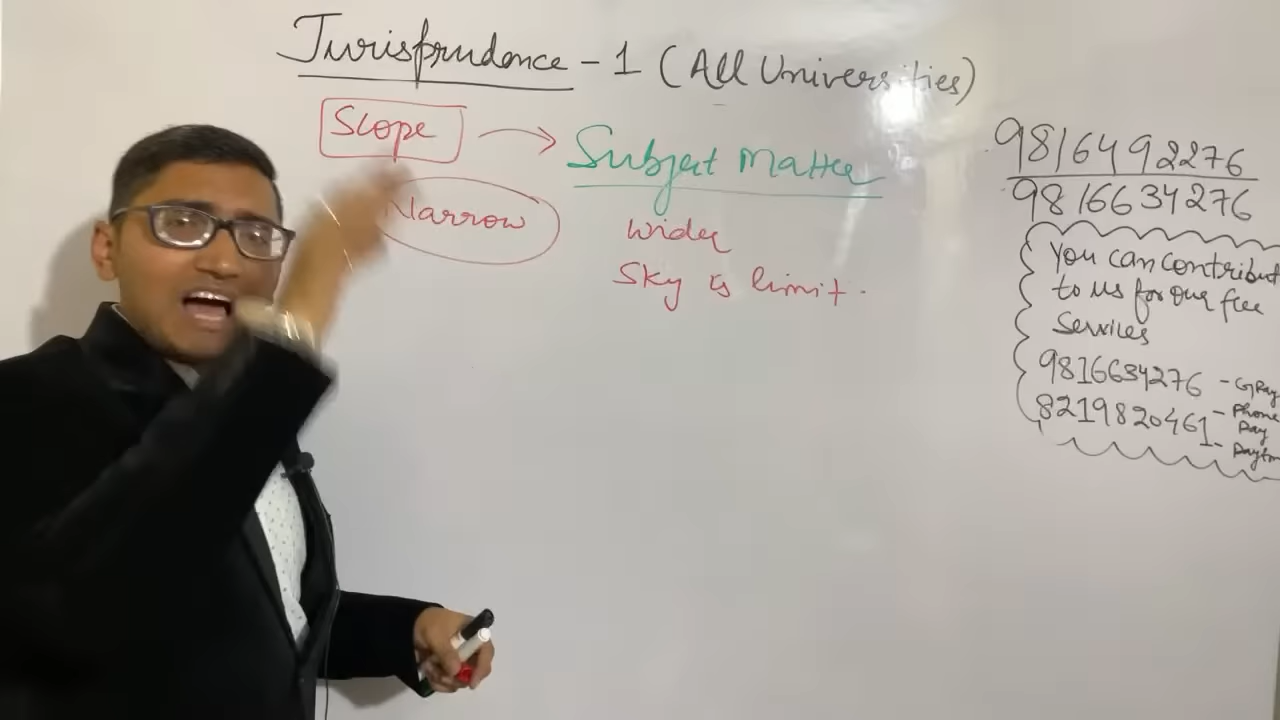 Jurisprudence - 1 (All Universities)
Scope
Subject Matter
Narrow
wider
Sky is limit.
9816492276
9816634276
You can contribut
to us for our free
Services
9816634276 - GPay
8219820461 - Phone
Pay
- Paytm